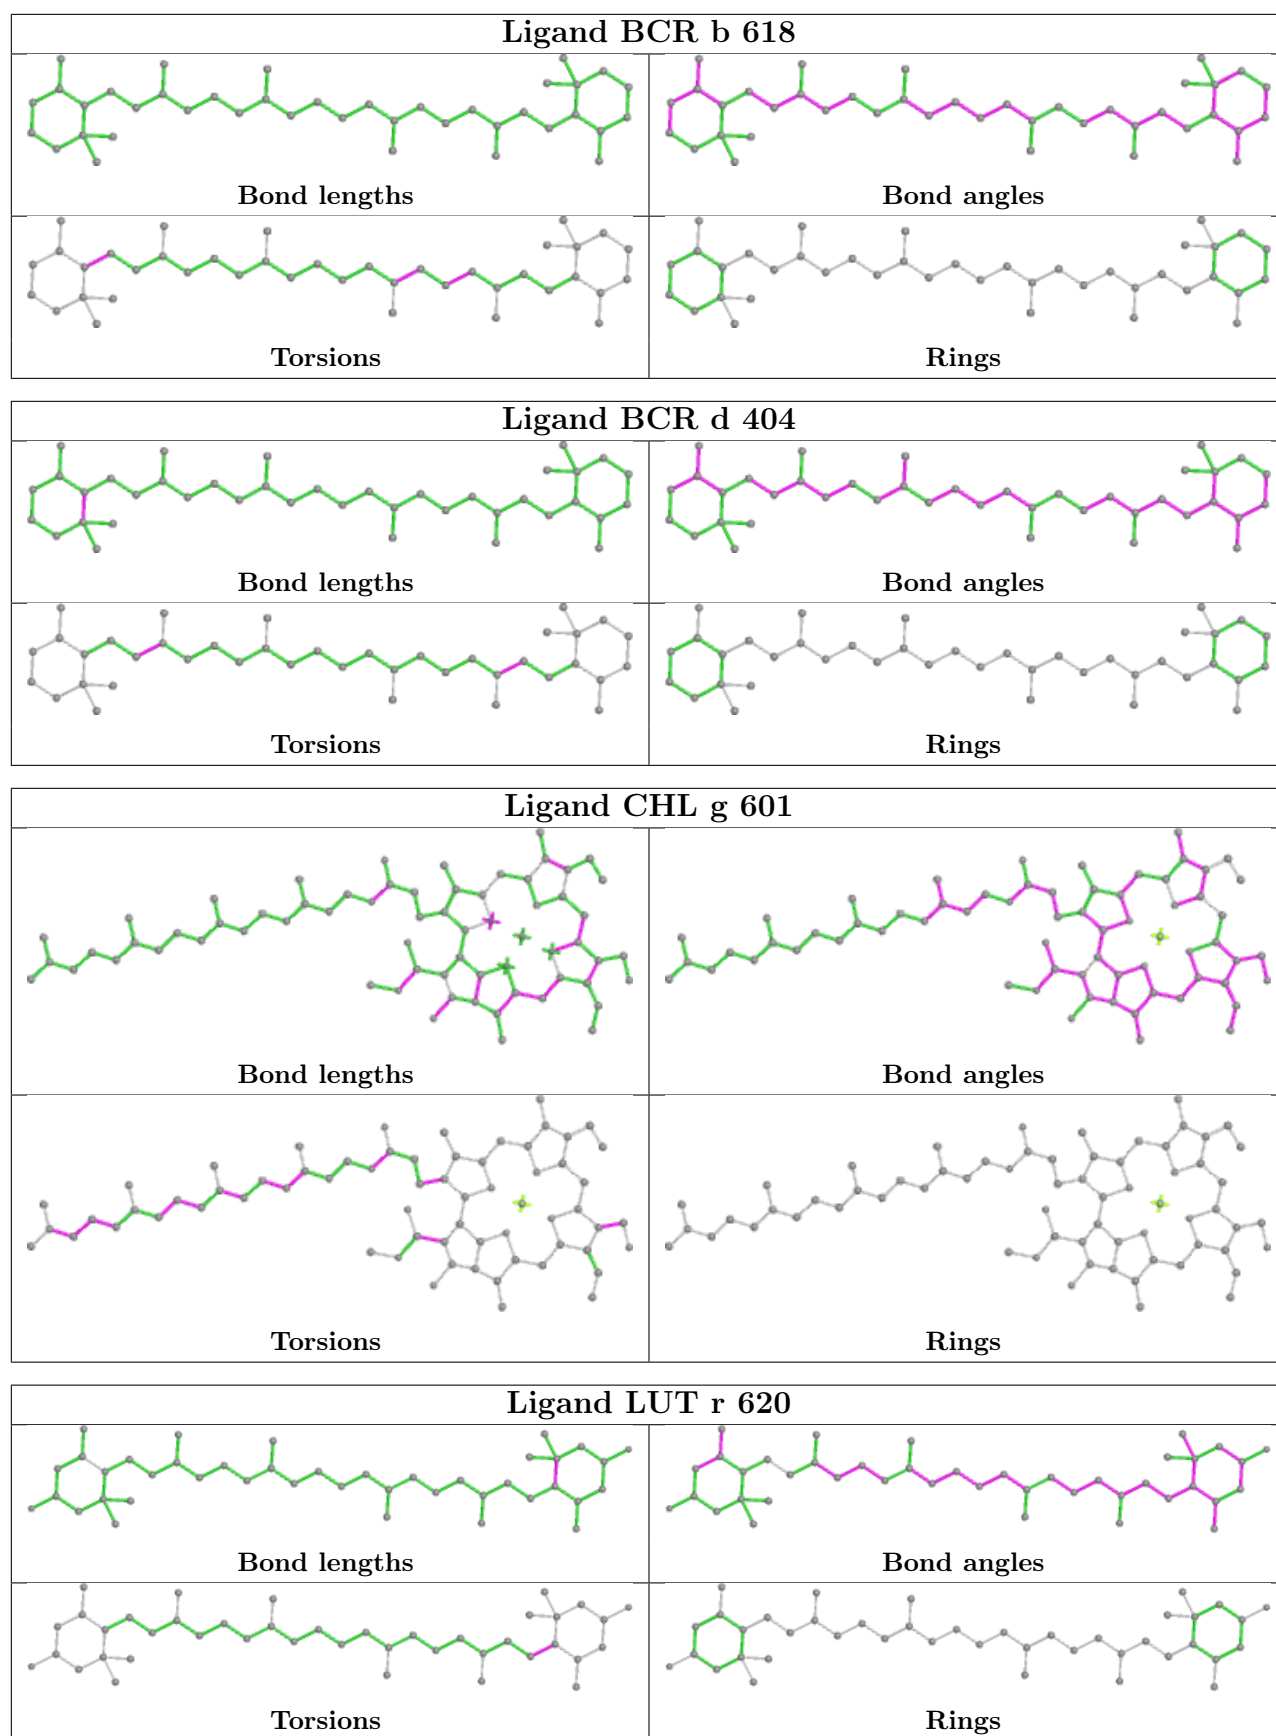 Ligand BCR b 618
Bond lengths
Bond angles
Torsions
Rings
Ligand BCR d 404
Bond lengths
Bond angles
Torsions
Rings
Ligand CHL g 601
Bond lengths
Bond angles
Torsions
Rings
Ligand LUT r 620
Bond lengths
Bond angles
Torsions
Rings